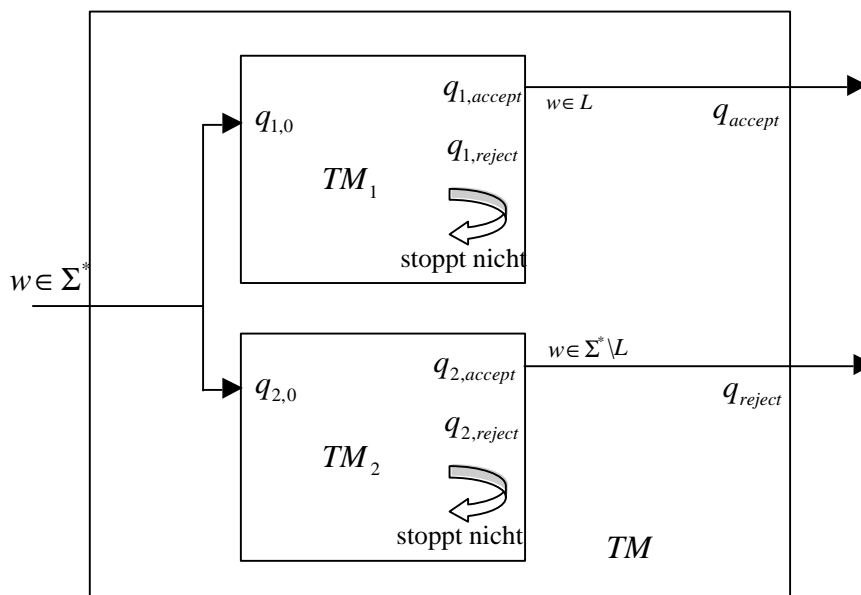 q₁,accept
w∈ L
q₁,₀
q_accept
q₁,reject
TM₁
stoppt nicht
w∈ Σ*
w∈ Σ*\L
q₂,accept
q₂,₀
q_reject
q₂,reject
TM₂
stoppt nicht
TM